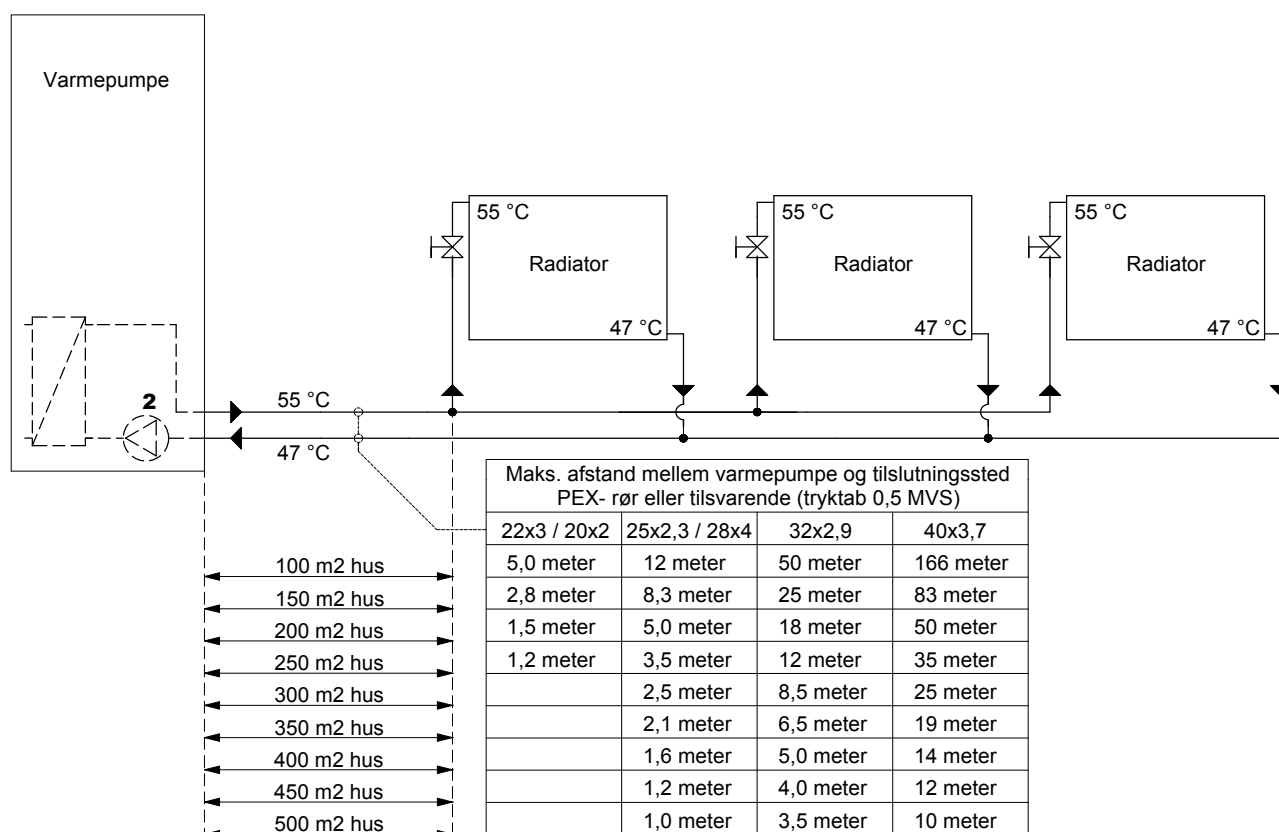 Varmepumpe
55 °C
Radiator
47 °C
55 °C
Radiator
47 °C
55 °C
Radiator
47 °C
2
55 °C
47 °C
Maks. afstand mellem varmepumpe og tilslutningssted
PEX- rør eller tilsvarende (tryktab 0,5 MVS)
22x3 / 20x2 25x2,3 / 28x4 32x2,9 40x3,7
100 m2 hus 5,0 meter 12 meter 50 meter 166 meter
150 m2 hus 2,8 meter 8,3 meter 25 meter 83 meter
200 m2 hus 1,5 meter 5,0 meter 18 meter 50 meter
250 m2 hus 1,2 meter 3,5 meter 12 meter 35 meter
300 m2 hus 2,5 meter 8,5 meter 25 meter
350 m2 hus 2,1 meter 6,5 meter 19 meter
400 m2 hus 1,6 meter 5,0 meter 14 meter
450 m2 hus 1,2 meter 4,0 meter 12 meter
500 m2 hus 1,0 meter 3,5 meter 10 meter